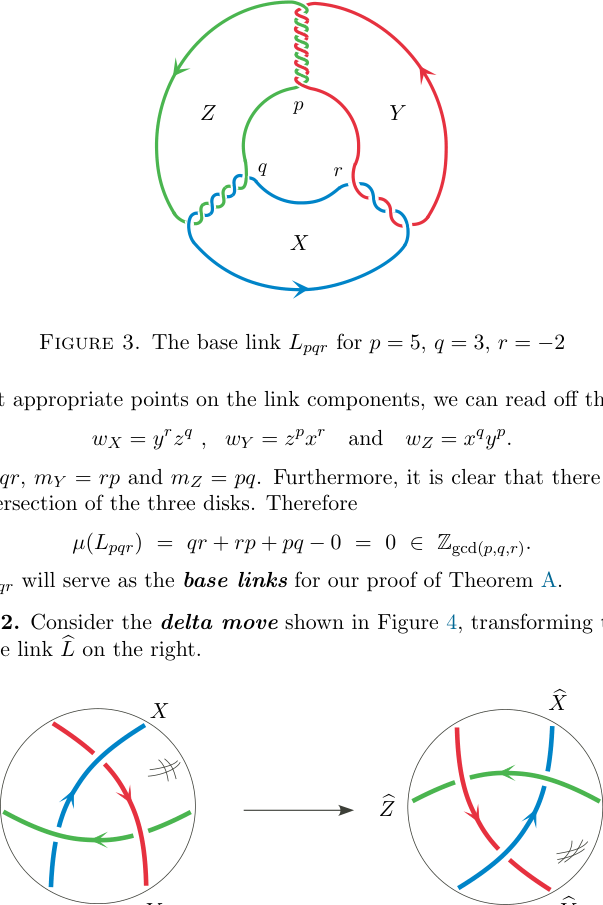 Z
Y
p
q
r
X
FIGURE 3. The base link L_{pqr} for p = 5, q = 3, r = −2
t appropriate points on the link components, we can read off th
w_X = y^r z^q , w_Y = z^p x^r and w_Z = x^q y^p.
qr, m_Y = rp and m_Z = pq. Furthermore, it is clear that there
ersection of the three disks. Therefore
μ(L_{pqr}) = qr + rp + pq − 0 = 0 ∈ ℤ_{gcd(p,q,r)}.
qr will serve as the base links for our proof of Theorem A.
2. Consider the delta move shown in Figure 4, transforming t
e link L̂ on the right.
X
X̂
Ẑ